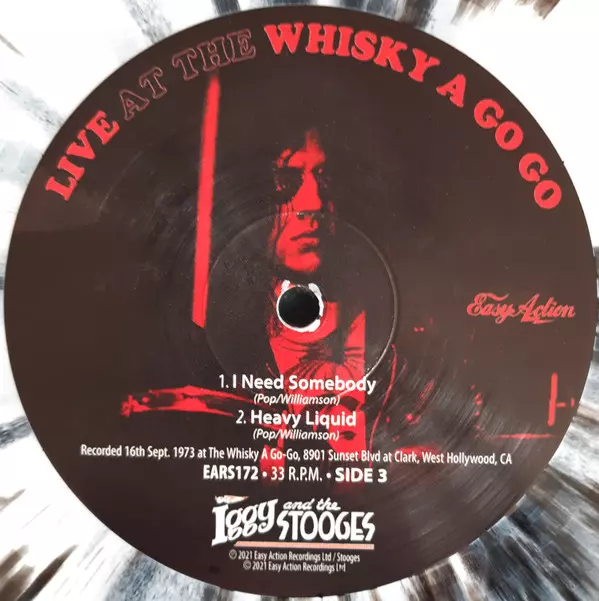 LIVE AT THE WHISKY A GO GO
Easy Action
1. I Need Somebody
(Pop/Williamson)
2. Heavy Liquid
(Pop/Williamson)
Recorded 16th Sept. 1973 at The Whisky A Go-Go, 8901 Sunset Blvd at Clark, West Hollywood, CA
EARS172 • 33 R.P.M. • SIDE 3
Iggy and the
STOOGES
℗ 2021 Easy Action Recordings Ltd / Stooges
© 2021 Easy Action Recordings Ltd